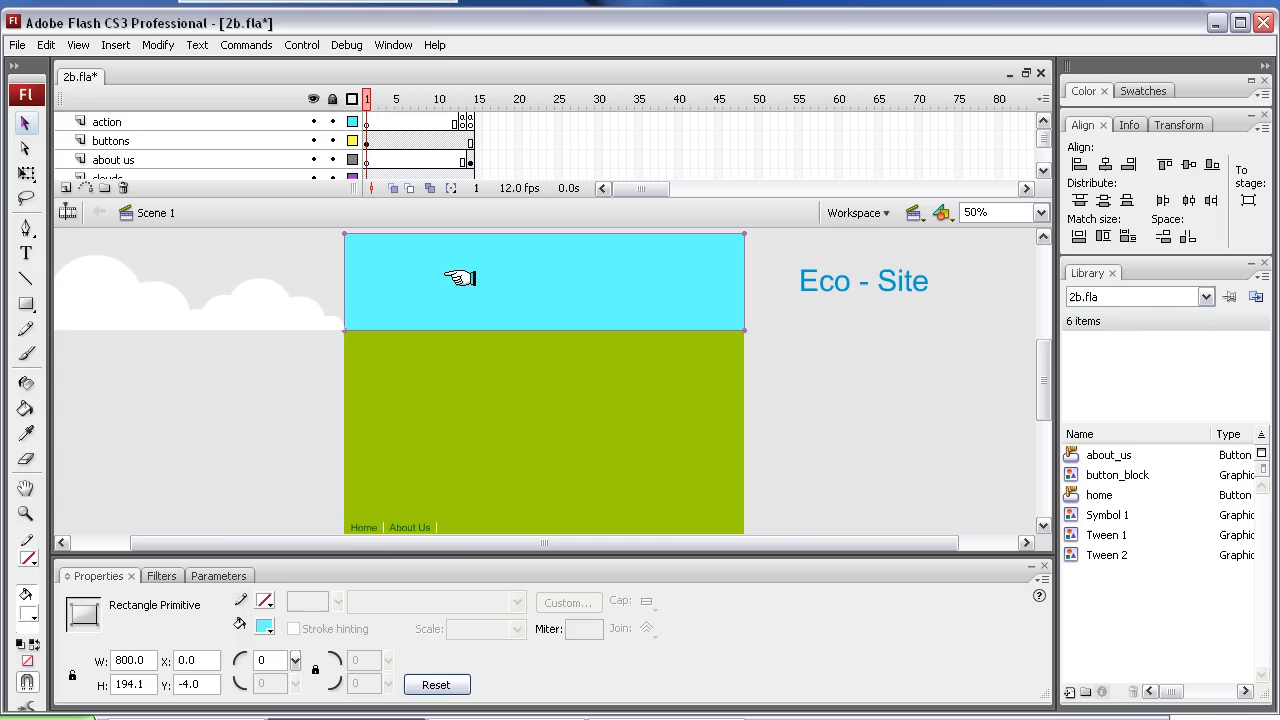 Adobe Flash CS3 Professional - [2b.fla*]
File Edit View Insert Modify Text Commands Control Debug Window Help
2b.fla*
1 5 10 15 20 25 30 35 40 45 50 55 60 65 70 75 80
action
buttons
about us
clouds
1 12.0 fps 0.0s
Scene 1
Workspace
50%
Eco - Site
Home About Us
Properties Filters Parameters
Rectangle Primitive
Custom... Cap:
Stroke hinting Scale: Miter: Join:
W: 800.0 X: 0.0 0 0
H: 194.1 Y: -4.0 0 0
Reset
Color Swatches
Align Info Transform
Align:
To stage:
Distribute:
Match size: Space:
Library
2b.fla
6 items
Name Type
about_us Button
button_block Graphic
home Button
Symbol 1 Graphic
Tween 1 Graphic
Tween 2 Graphic